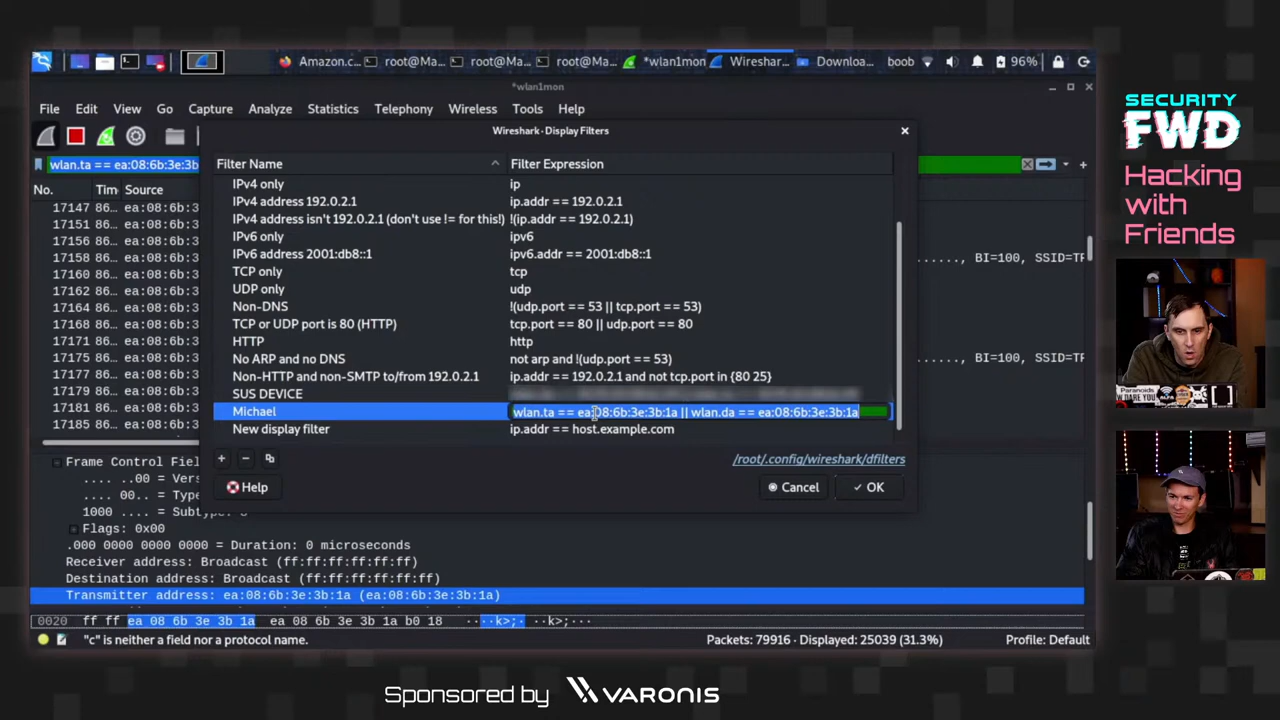 Amazon.c...
root@Ma...
root@Ma...
root@Ma...
*wlan1mon
Wireshar...
Downloa...
boob
96%
*wlan1mon
File Edit View Go Capture Analyze Statistics Telephony Wireless Tools Help
Wireshark · Display Filters
wlan.ta == ea:08:6b:3e:3b
Filter Name Filter Expression
IPv4 only ip
IPv4 address 192.0.2.1 ip.addr == 192.0.2.1
IPv4 address isn't 192.0.2.1 (don't use != for this!) !(ip.addr == 192.0.2.1)
IPv6 only ipv6
IPv6 address 2001:db8::1 ipv6.addr == 2001:db8::1
TCP only tcp
UDP only udp
Non-DNS !(udp.port == 53 || tcp.port == 53)
TCP or UDP port is 80 (HTTP) tcp.port == 80 || udp.port == 80
HTTP http
No ARP and no DNS not arp and !(udp.port == 53)
Non-HTTP and non-SMTP to/from 192.0.2.1 ip.addr == 192.0.2.1 and not tcp.port in {80 25}
SUS DEVICE
Michael wlan.ta == ea:08:6b:3e:3b:1a || wlan.da == ea:08:6b:3e:3b:1a
New display filter ip.addr == host.example.com
/root/.config/wireshark/dfilters
Help Cancel OK
No. Time Source
17147 86... ea:08:6b:3
17151 86... ea:08:6b:3
17156 86... ea:08:6b:3
17158 86... ea:08:6b:3
17160 86... ea:08:6b:3
17162 86... ea:08:6b:3
17164 86... ea:08:6b:3
17168 86... ea:08:6b:3
17171 86... ea:08:6b:3
17178 86... ea:08:6b:3
17180 86... ea:08:6b:3
17181 86... ea:08:6b:3
17185 86... ea:08:6b:3
......, BI=100, SSID=TF
......, BI=100, SSID=TF
Frame Control Fiel
.... ..00 = Vers
.... 00.. = Type
1000 .... = Subtype: 8
Flags: 0x00
.000 0000 0000 0000 = Duration: 0 microseconds
Receiver address: Broadcast (ff:ff:ff:ff:ff:ff)
Destination address: Broadcast (ff:ff:ff:ff:ff:ff)
Transmitter address: ea:08:6b:3e:3b:1a (ea:08:6b:3e:3b:1a)
0020 ff ff ea 08 6b 3e 3b 1a ea 08 6b 3e 3b 1a b0 18 ····k>;· ··k>;···
"c" is neither a field nor a protocol name.
Packets: 79916 · Displayed: 25039 (31.3%)
Profile: Default
SECURITY
FWD
Hacking
with
Friends
Sponsored by VARONIS